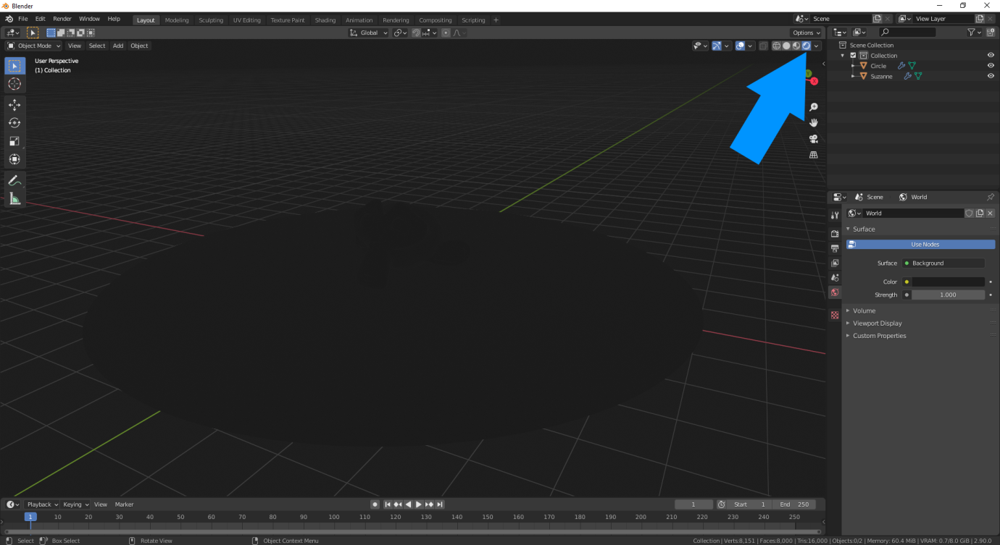 Blender
File Edit Render Window Help Layout Modeling Sculpting UV Editing Texture Paint Shading Animation Rendering Compositing Scripting + Scene View Layer
Global Options
Object Mode View Select Add Object
User Perspective
(1) Collection
Y
X
Scene Collection
Collection
Circle
Suzanne
Scene World
World
Surface
Use Nodes
Surface Background
Color
Strength 1.000
Volume
Viewport Display
Custom Properties
Playback Keying View Marker 1 Start 1 End 250
1 10 20 30 40 50 60 70 80 90 100 110 120 130 140 150 160 170 180 190 200 210 220 230 240 250
Select Box Select Rotate View Object Context Menu Collection | Verts:8,151 | Faces:8,000 | Tris:16,000 | Objects:0/2 | Memory: 60.4 MiB | VRAM: 0.7/8.0 GiB | 2.90.0